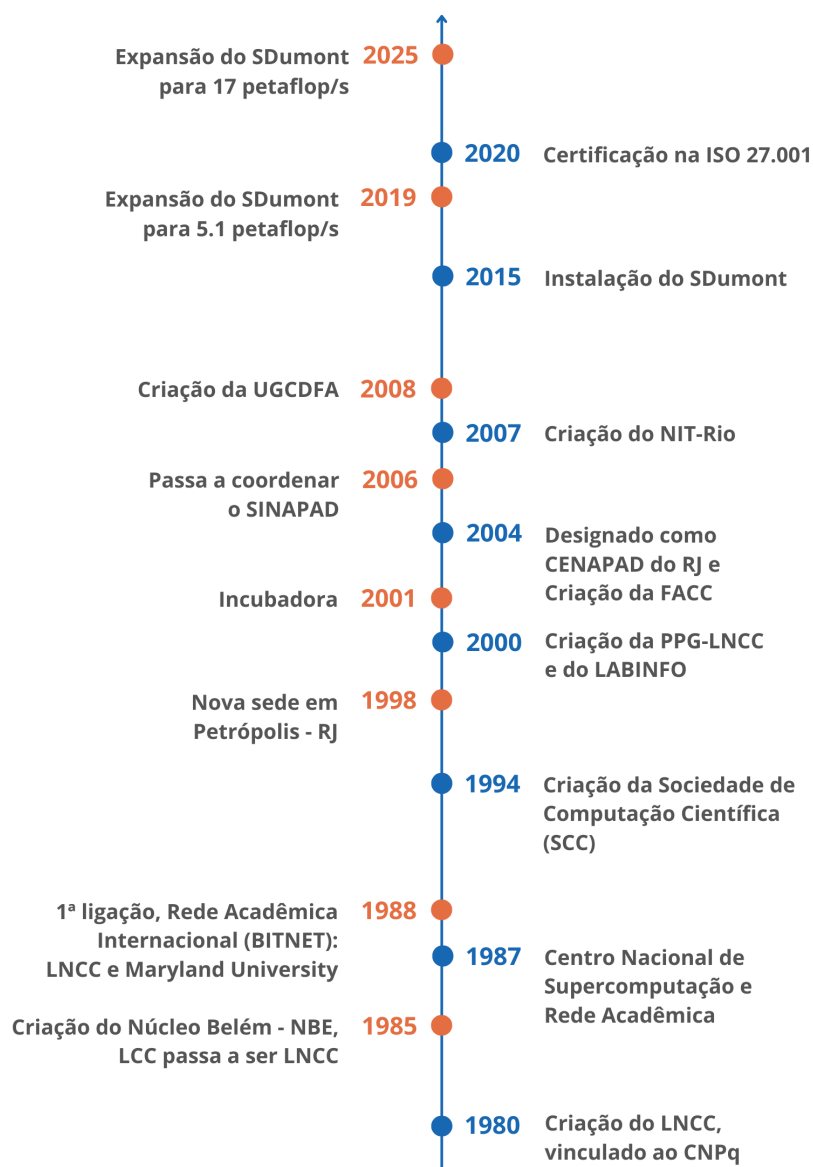 Expansão do SDumont
para 17 petaflop/s
2025
2020
Certificação na ISO 27.001
Expansão do SDumont
para 5.1 petaflop/s
2019
2015
Instalação do SDumont
Criação da UGCDFA
2008
2007
Criação do NIT-Rio
Passa a coordenar
o SINAPAD
2006
2004
Designado como
CENAPAD do RJ e
Criação da FACC
Incubadora
2001
2000
Criação da PPG-LNCC
e do LABINFO
Nova sede em
Petrópolis - RJ
1998
1994
Criação da Sociedade de
Computação Científica
(SCC)
1ª ligação, Rede Acadêmica
Internacional (BITNET):
LNCC e Maryland University
1988
1987
Centro Nacional de
Supercomputação e
Rede Acadêmica
Criação do Núcleo Belém - NBE,
LCC passa a ser LNCC
1985
1980
Criação do LNCC,
vinculado ao CNPq